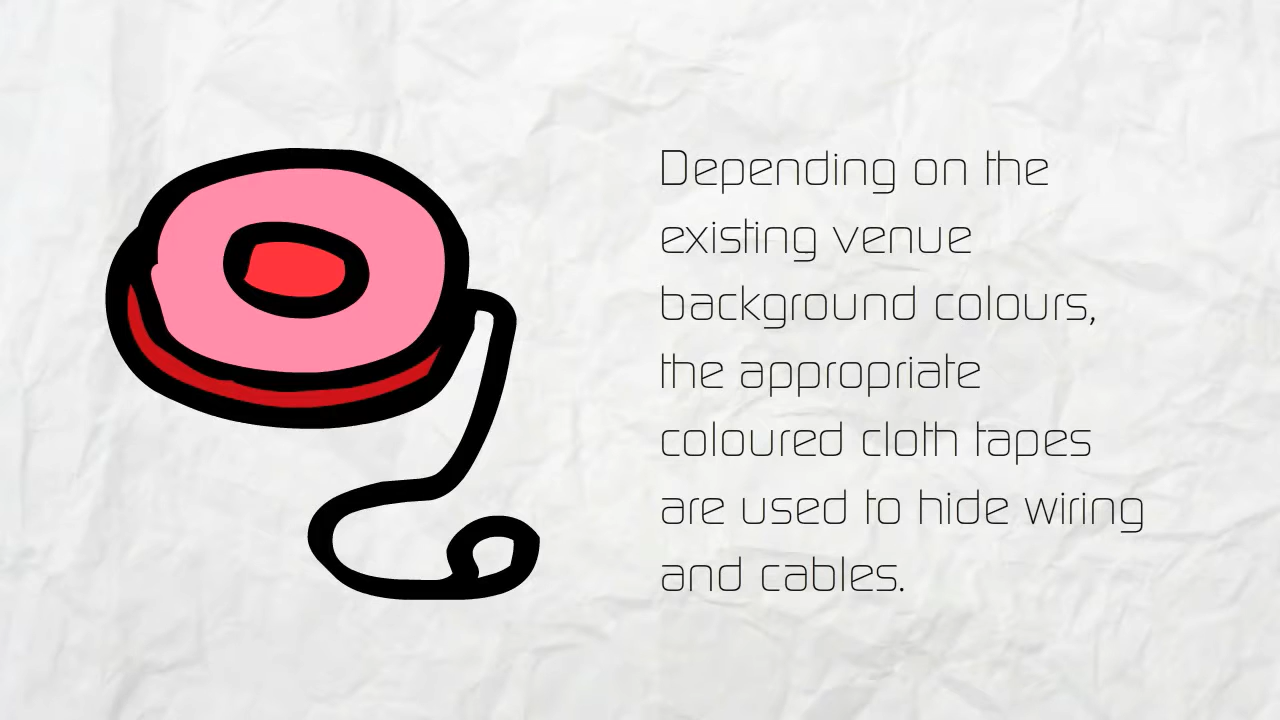 Depending on the
existing venue
background colours,
the appropriate
coloured cloth tapes
are used to hide wiring
and cables.